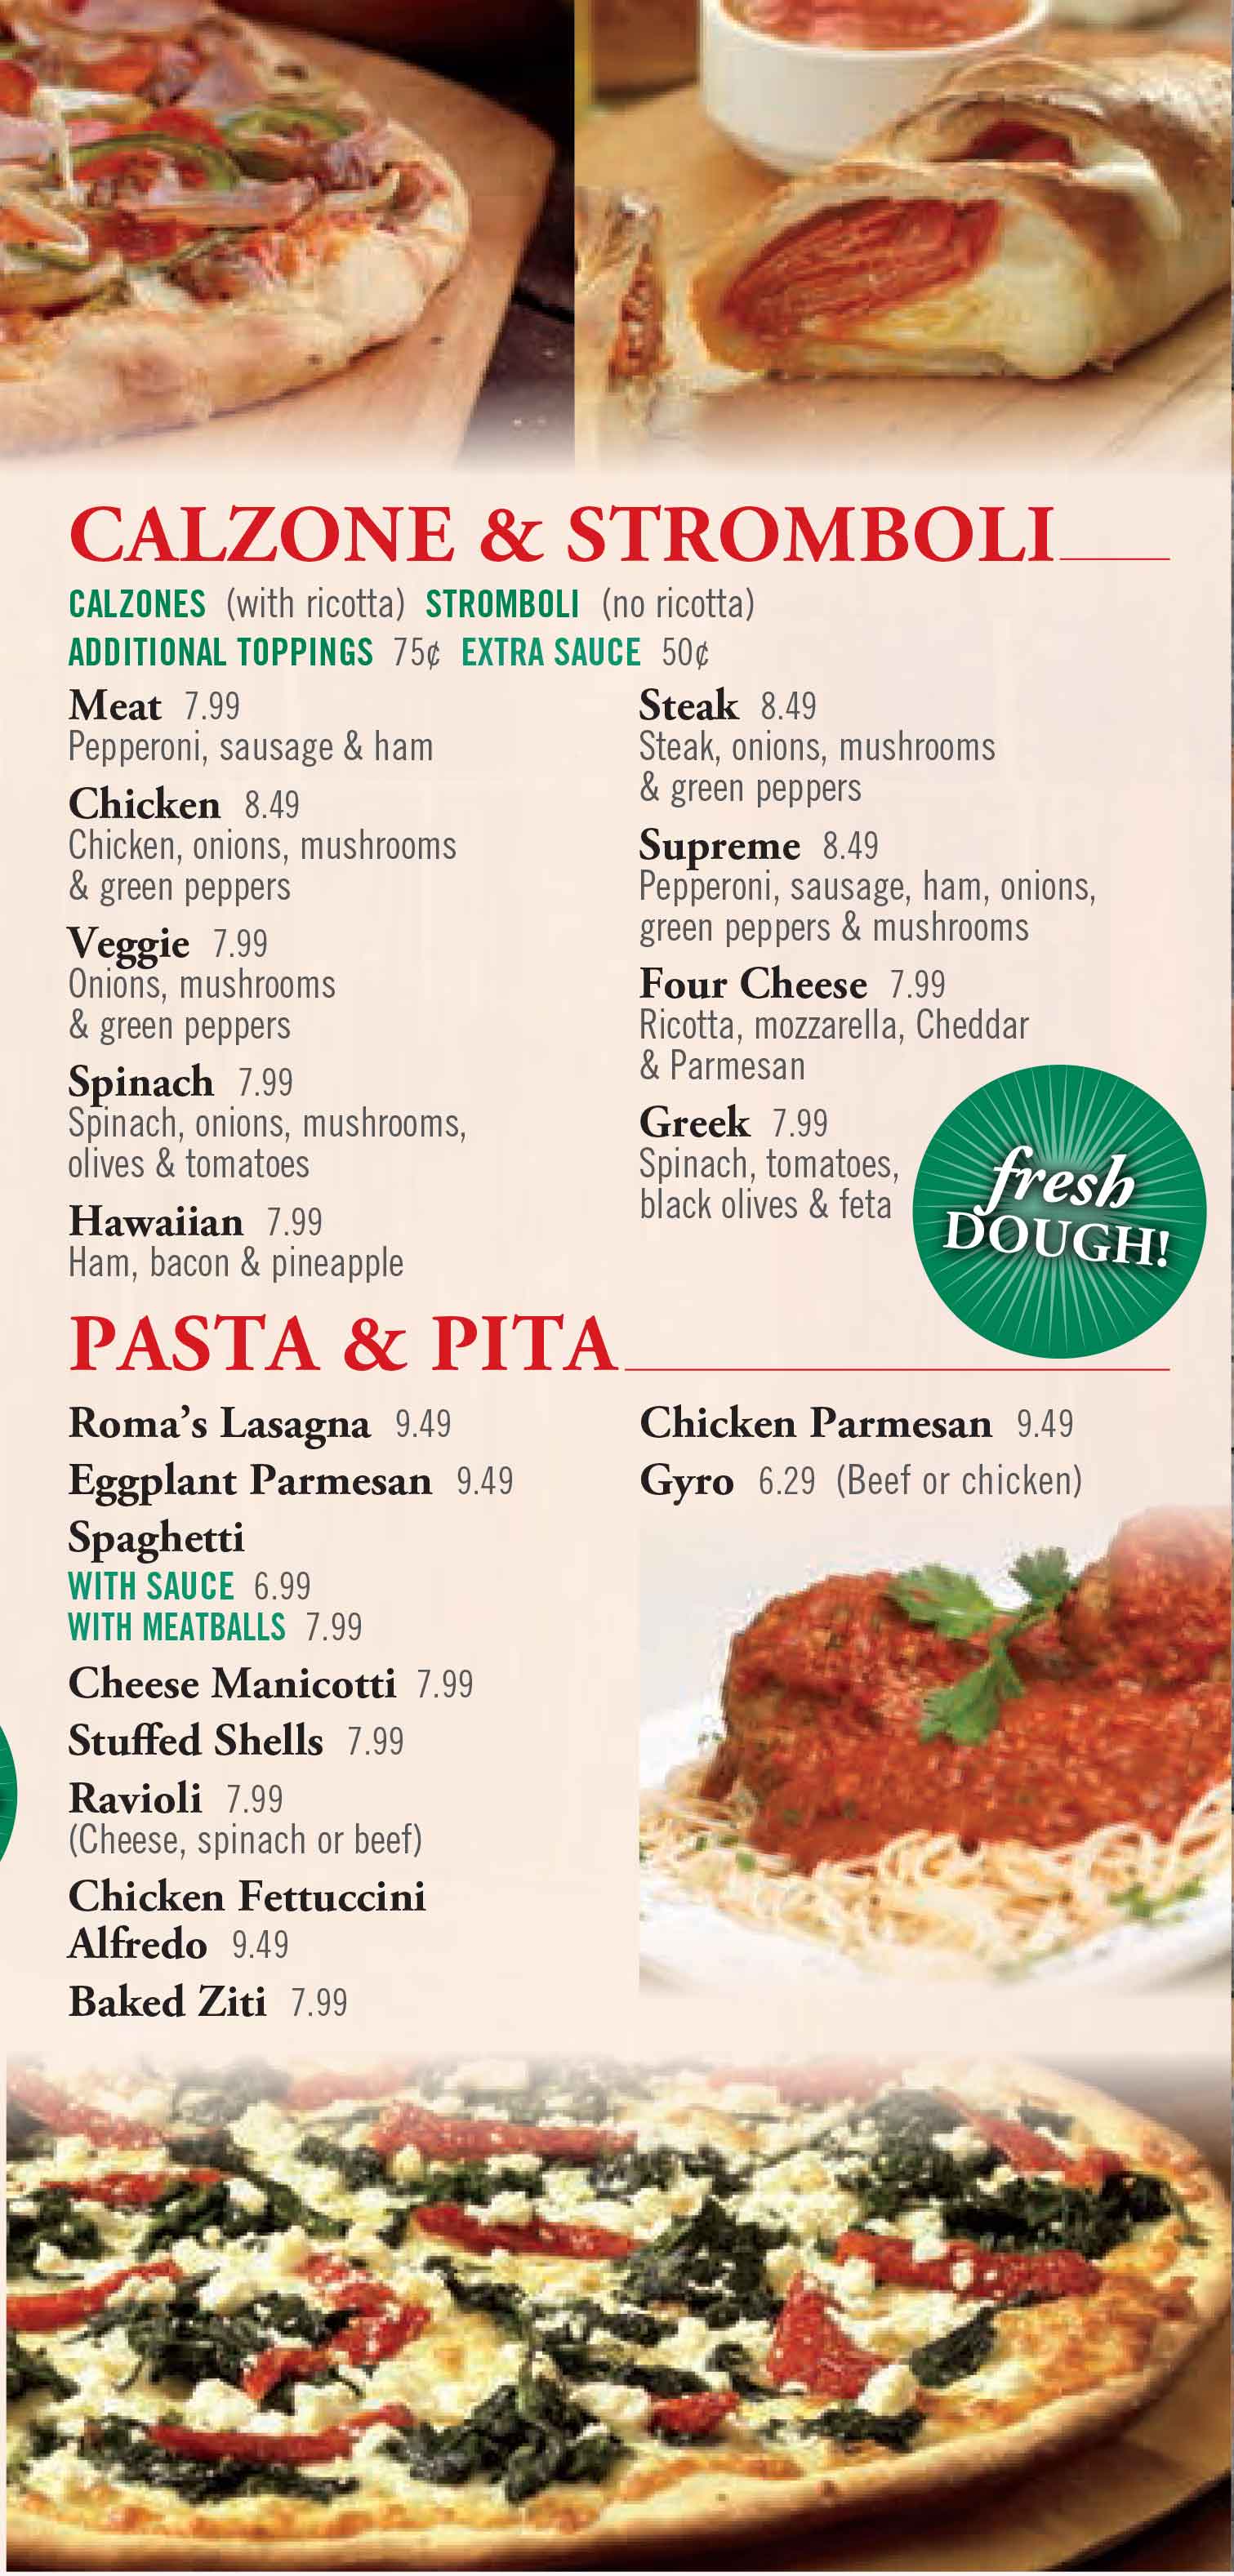 CALZONE & STROMBOLI
CALZONES (with ricotta) STROMBOLI (no ricotta)
ADDITIONAL TOPPINGS 75¢ EXTRA SAUCE 50¢
Meat 7.99
Pepperoni, sausage & ham
Chicken 8.49
Chicken, onions, mushrooms
& green peppers
Veggie 7.99
Onions, mushrooms
& green peppers
Spinach 7.99
Spinach, onions, mushrooms,
olives & tomatoes
Hawaiian 7.99
Ham, bacon & pineapple
Steak 8.49
Steak, onions, mushrooms
& green peppers
Supreme 8.49
Pepperoni, sausage, ham, onions,
green peppers & mushrooms
Four Cheese 7.99
Ricotta, mozzarella, Cheddar
& Parmesan
Greek 7.99
Spinach, tomatoes,
black olives & feta
fresh
DOUGH!
PASTA & PITA
Roma’s Lasagna 9.49
Eggplant Parmesan 9.49
Spaghetti
WITH SAUCE 6.99
WITH MEATBALLS 7.99
Cheese Manicotti 7.99
Stuffed Shells 7.99
Ravioli 7.99
(Cheese, spinach or beef)
Chicken Fettuccini
Alfredo 9.49
Baked Ziti 7.99
Chicken Parmesan 9.49
Gyro 6.29 (Beef or chicken)